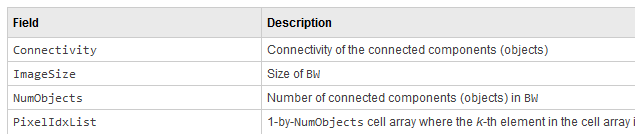 Field Description
Connectivity Connectivity of the connected components (objects)
ImageSize Size of BW
NumObjects Number of connected components (objects) in BW
PixelIdxList 1-by-NumObjects cell array where the k-th element in the cell array i